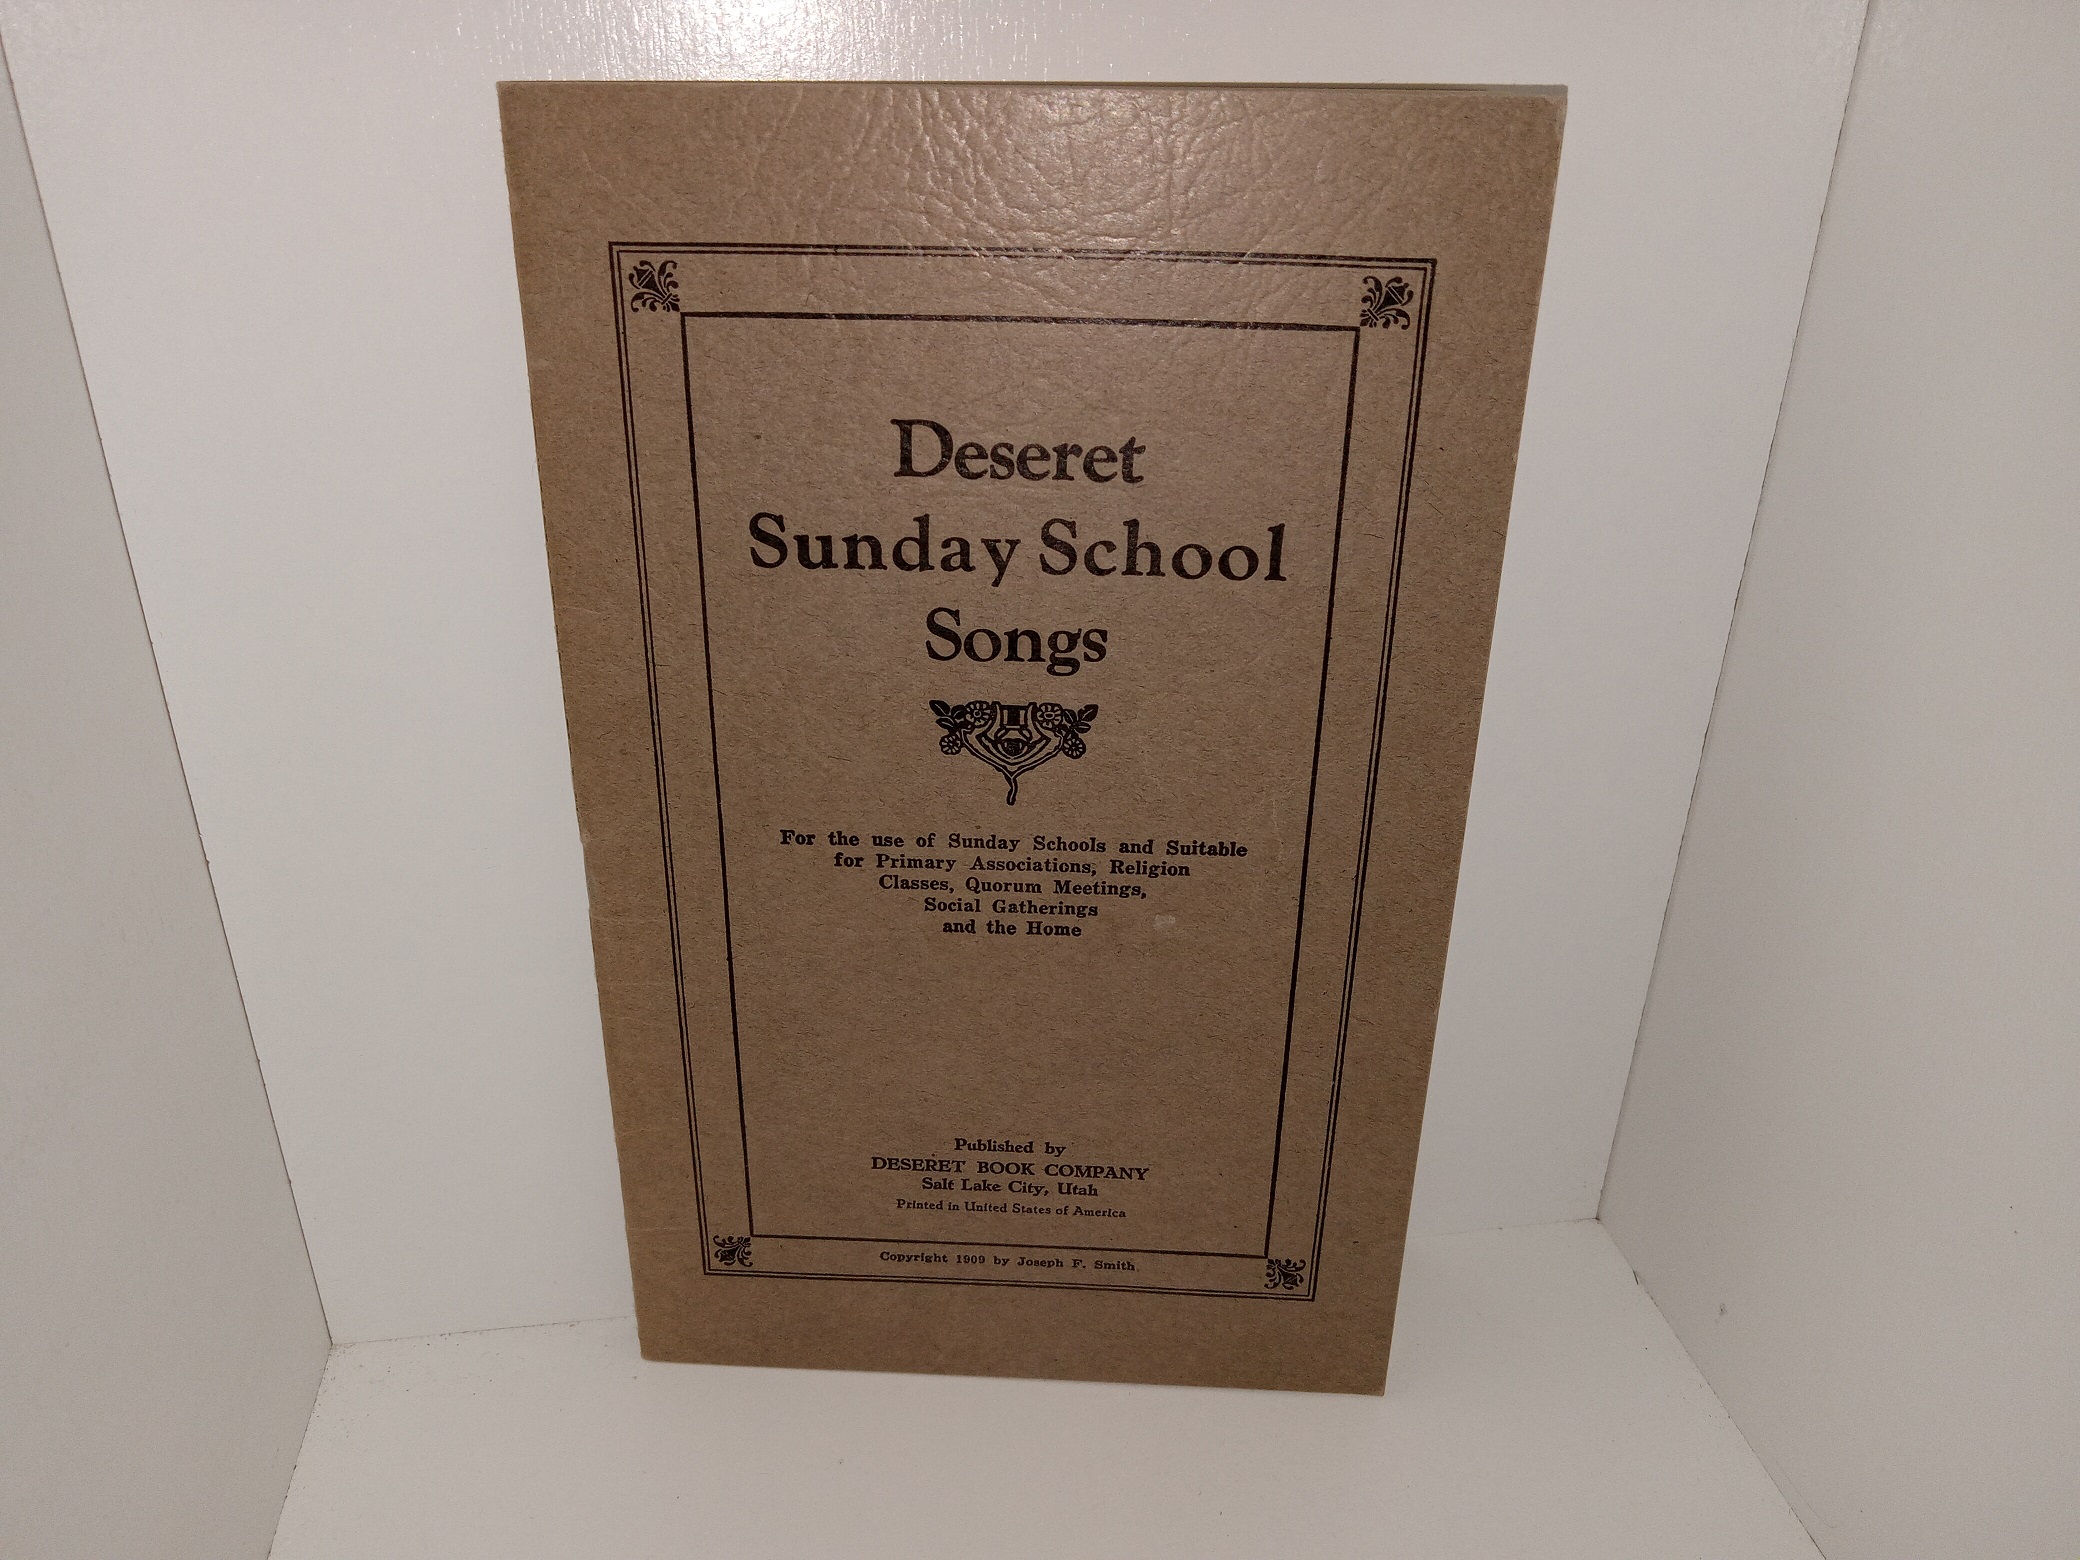 Deseret
Sunday School
Songs
For the use of Sunday Schools and Suitable
for Primary Associations, Religion
Classes, Quorum Meetings,
Social Gatherings
and the Home
Published by
DESERET BOOK COMPANY
Salt Lake City, Utah
Printed in United States of America
Copyright 1909 by Joseph F. Smith